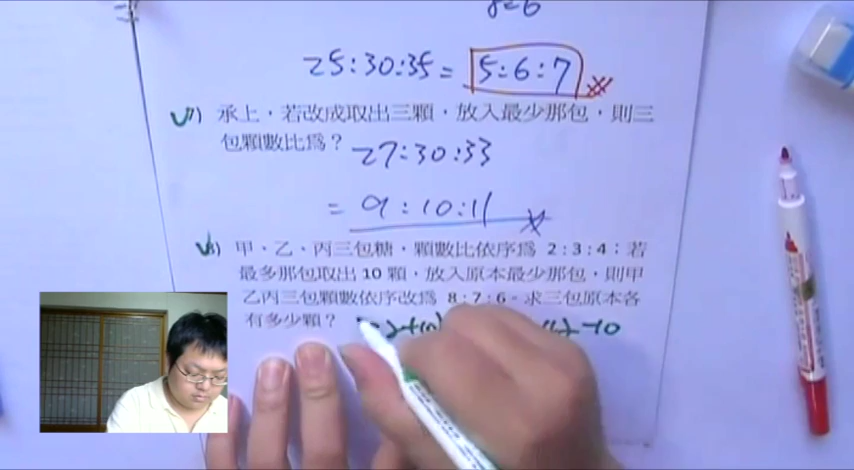 25:30:35 = 5:6:7
7) 承上，若改成取出三顆，放入最少那包，則三
包顆數比為？ 27:30:33
= 9:10:11
8) 甲、乙、丙三包糖，顆數比依序為 2:3:4；若
最多那包取出 10 顆，放入原本最少那包，則甲
乙丙三包顆數依序改為 8:7:6。求三包原本各
有多少顆？